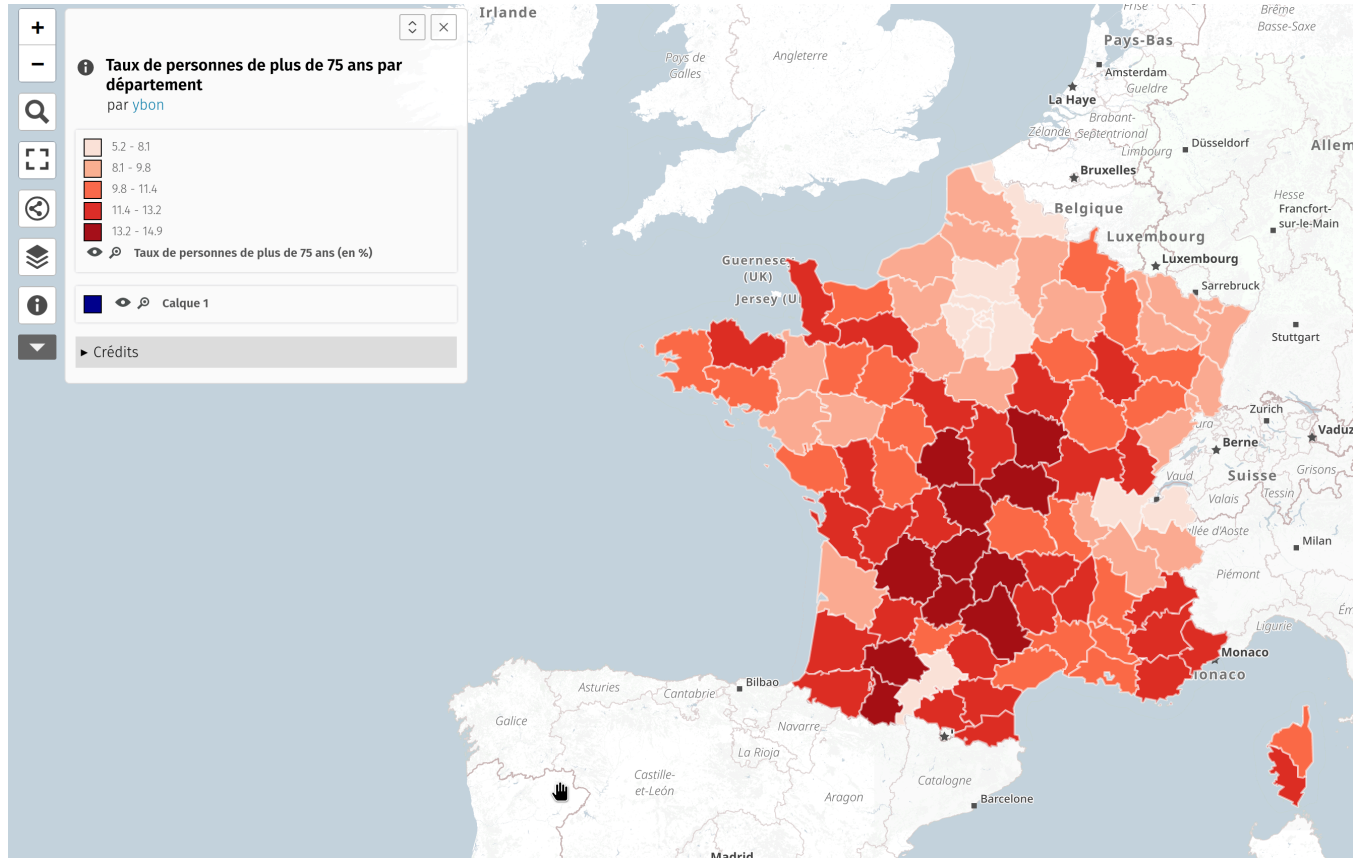 +
−
Taux de personnes de plus de 75 ans par
département
par ybon
5.2 - 8.1
8.1 - 9.8
9.8 - 11.4
11.4 - 13.2
13.2 - 14.9
Taux de personnes de plus de 75 ans (en %)
Calque 1
Crédits
Irlande
Pays de
Galles
Angleterre
Frise
Brême
Basse-Saxe
Pays-Bas
Amsterdam
Gueldre
La Haye
Brabant-
Zélande Septentrional
Limbourg
Düsseldorf
Allem
Bruxelles
Belgique
Hesse
Francfort-
sur-le-Main
Luxembourg
Luxembourg
Sarrebruck
Guernesey
(UK)
Jersey (U
Stuttgart
Zurich
Vaduz
ura
Berne
Suisse
Grisons
Vaud
Valais
Tessin
allée d'Aoste
Milan
Piémont
Ém
Ligurie
Monaco
Monaco
Bilbao
Asturies
Cantabrie
Galice
Navarre
La Rioja
Castille-
et-León
Aragon
Catalogne
Barcelone
Madrid